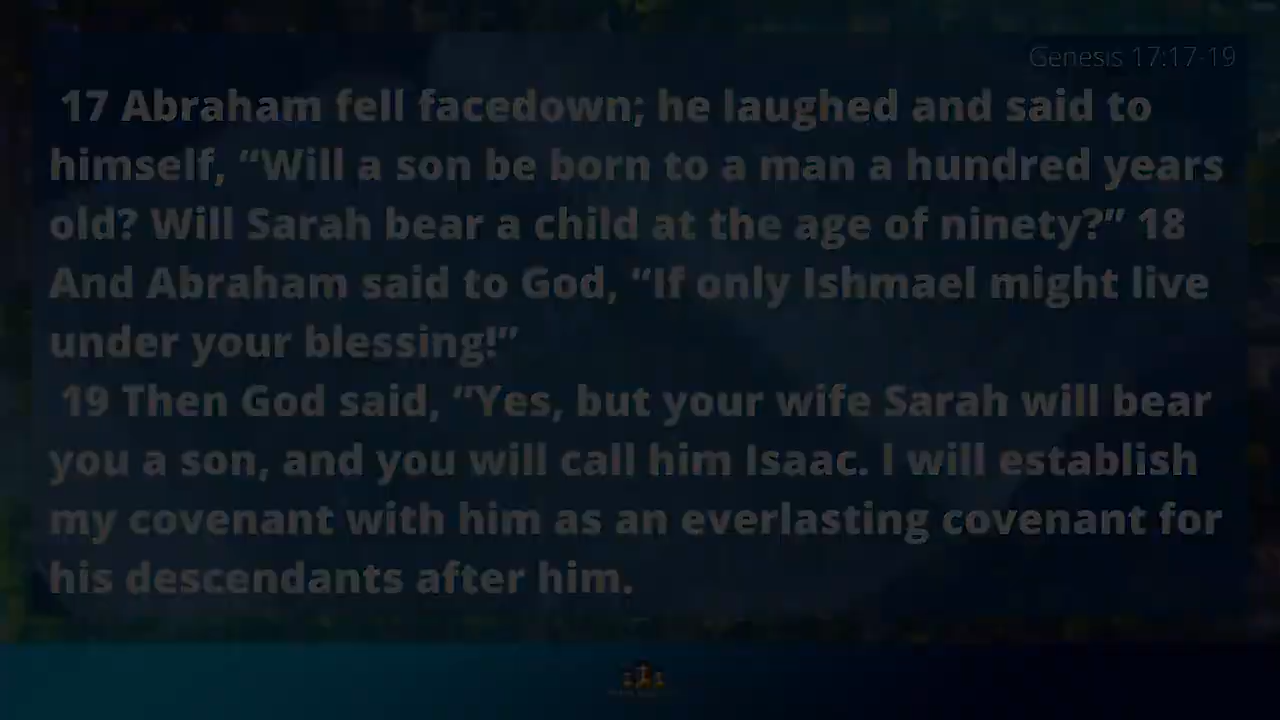 Genesis 17:17-19
17 Abraham fell facedown; he laughed and said to
himself, “Will a son be born to a man a hundred years
old? Will Sarah bear a child at the age of ninety?” 18
And Abraham said to God, “If only Ishmael might live
under your blessing!”
19 Then God said, “Yes, but your wife Sarah will bear
you a son, and you will call him Isaac. I will establish
my covenant with him as an everlasting covenant for
his descendants after him.